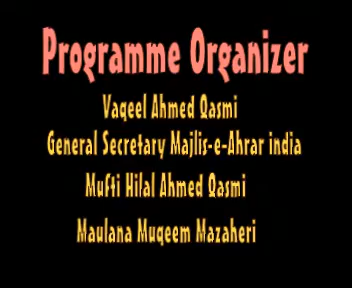 Programme Organizer
Vaqeel Ahmed Qasmi
General Secretary Majlis-e-Ahrar india
Mufti Hilal Ahmed Qasmi
Maulana Muqeem Mazaheri